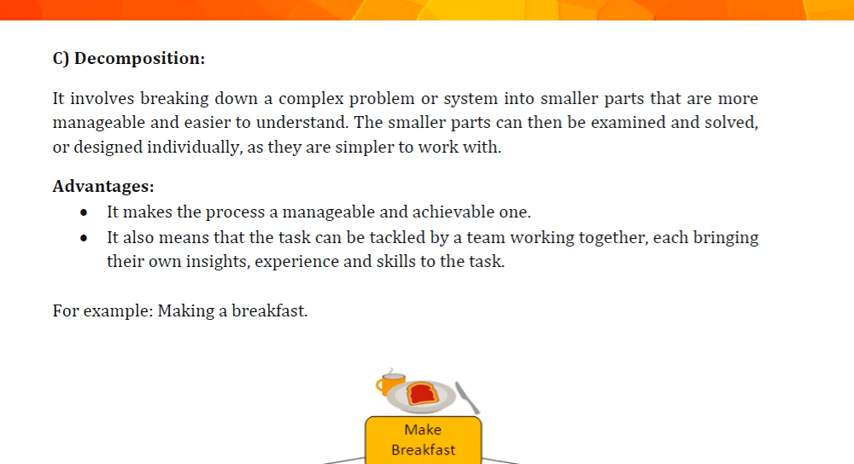 C) Decomposition:
It involves breaking down a complex problem or system into smaller parts that are more
manageable and easier to understand. The smaller parts can then be examined and solved,
or designed individually, as they are simpler to work with.
Advantages:
• It makes the process a manageable and achievable one.
• It also means that the task can be tackled by a team working together, each bringing
their own insights, experience and skills to the task.
For example: Making a breakfast.
Make
Breakfast